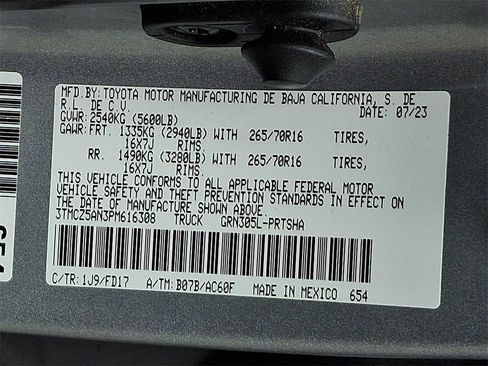 MFD.BY:TOYOTA MOTOR MANUFACTURING DE BAJA CALIFORNIA, S. DE
R.L. DE C.V. DATE: 07/23
GVWR:2540KG (5600LB)
GAWR:FRT. 1335KG (2940LB) WITH 265/70R16 TIRES,
16X7J RIMS.
RR. 1490KG (3280LB) WITH 265/70R16 TIRES,
16X7J RIMS.
THIS VEHICLE CONFORMS TO ALL APPLICABLE FEDERAL MOTOR
VEHICLE SAFETY AND THEFT PREVENTION STANDARDS IN EFFECT ON
THE DATE OF MANUFACTURE SHOWN ABOVE.
3TMCZ5AN3PM616308 TRUCK GRN305L-PRTSHA
C/TR: 1J9/FD17 A/TM: B07B/AC60F MADE IN MEXICO 654